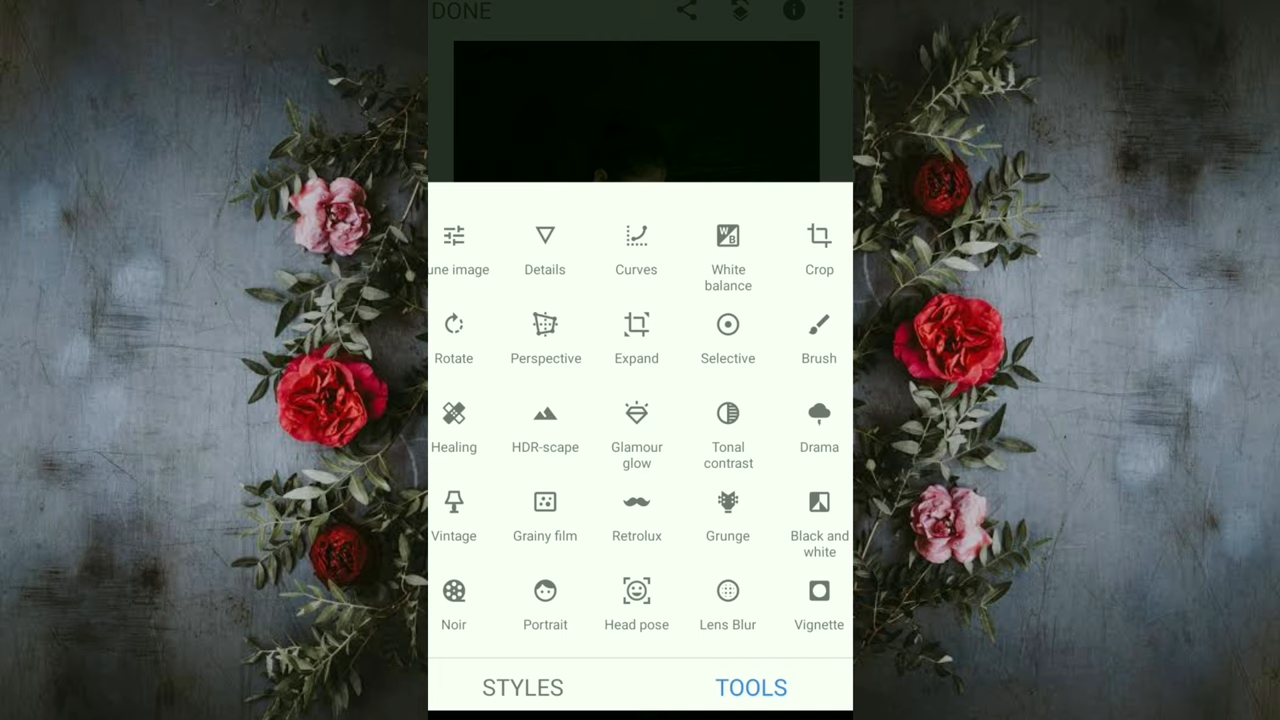 DONE
une image Details Curves White balance Crop
Rotate Perspective Expand Selective Brush
Healing HDR-scape Glamour glow Tonal contrast Drama
Vintage Grainy film Retrolux Grunge Black and white
Noir Portrait Head pose Lens Blur Vignette
STYLES TOOLS